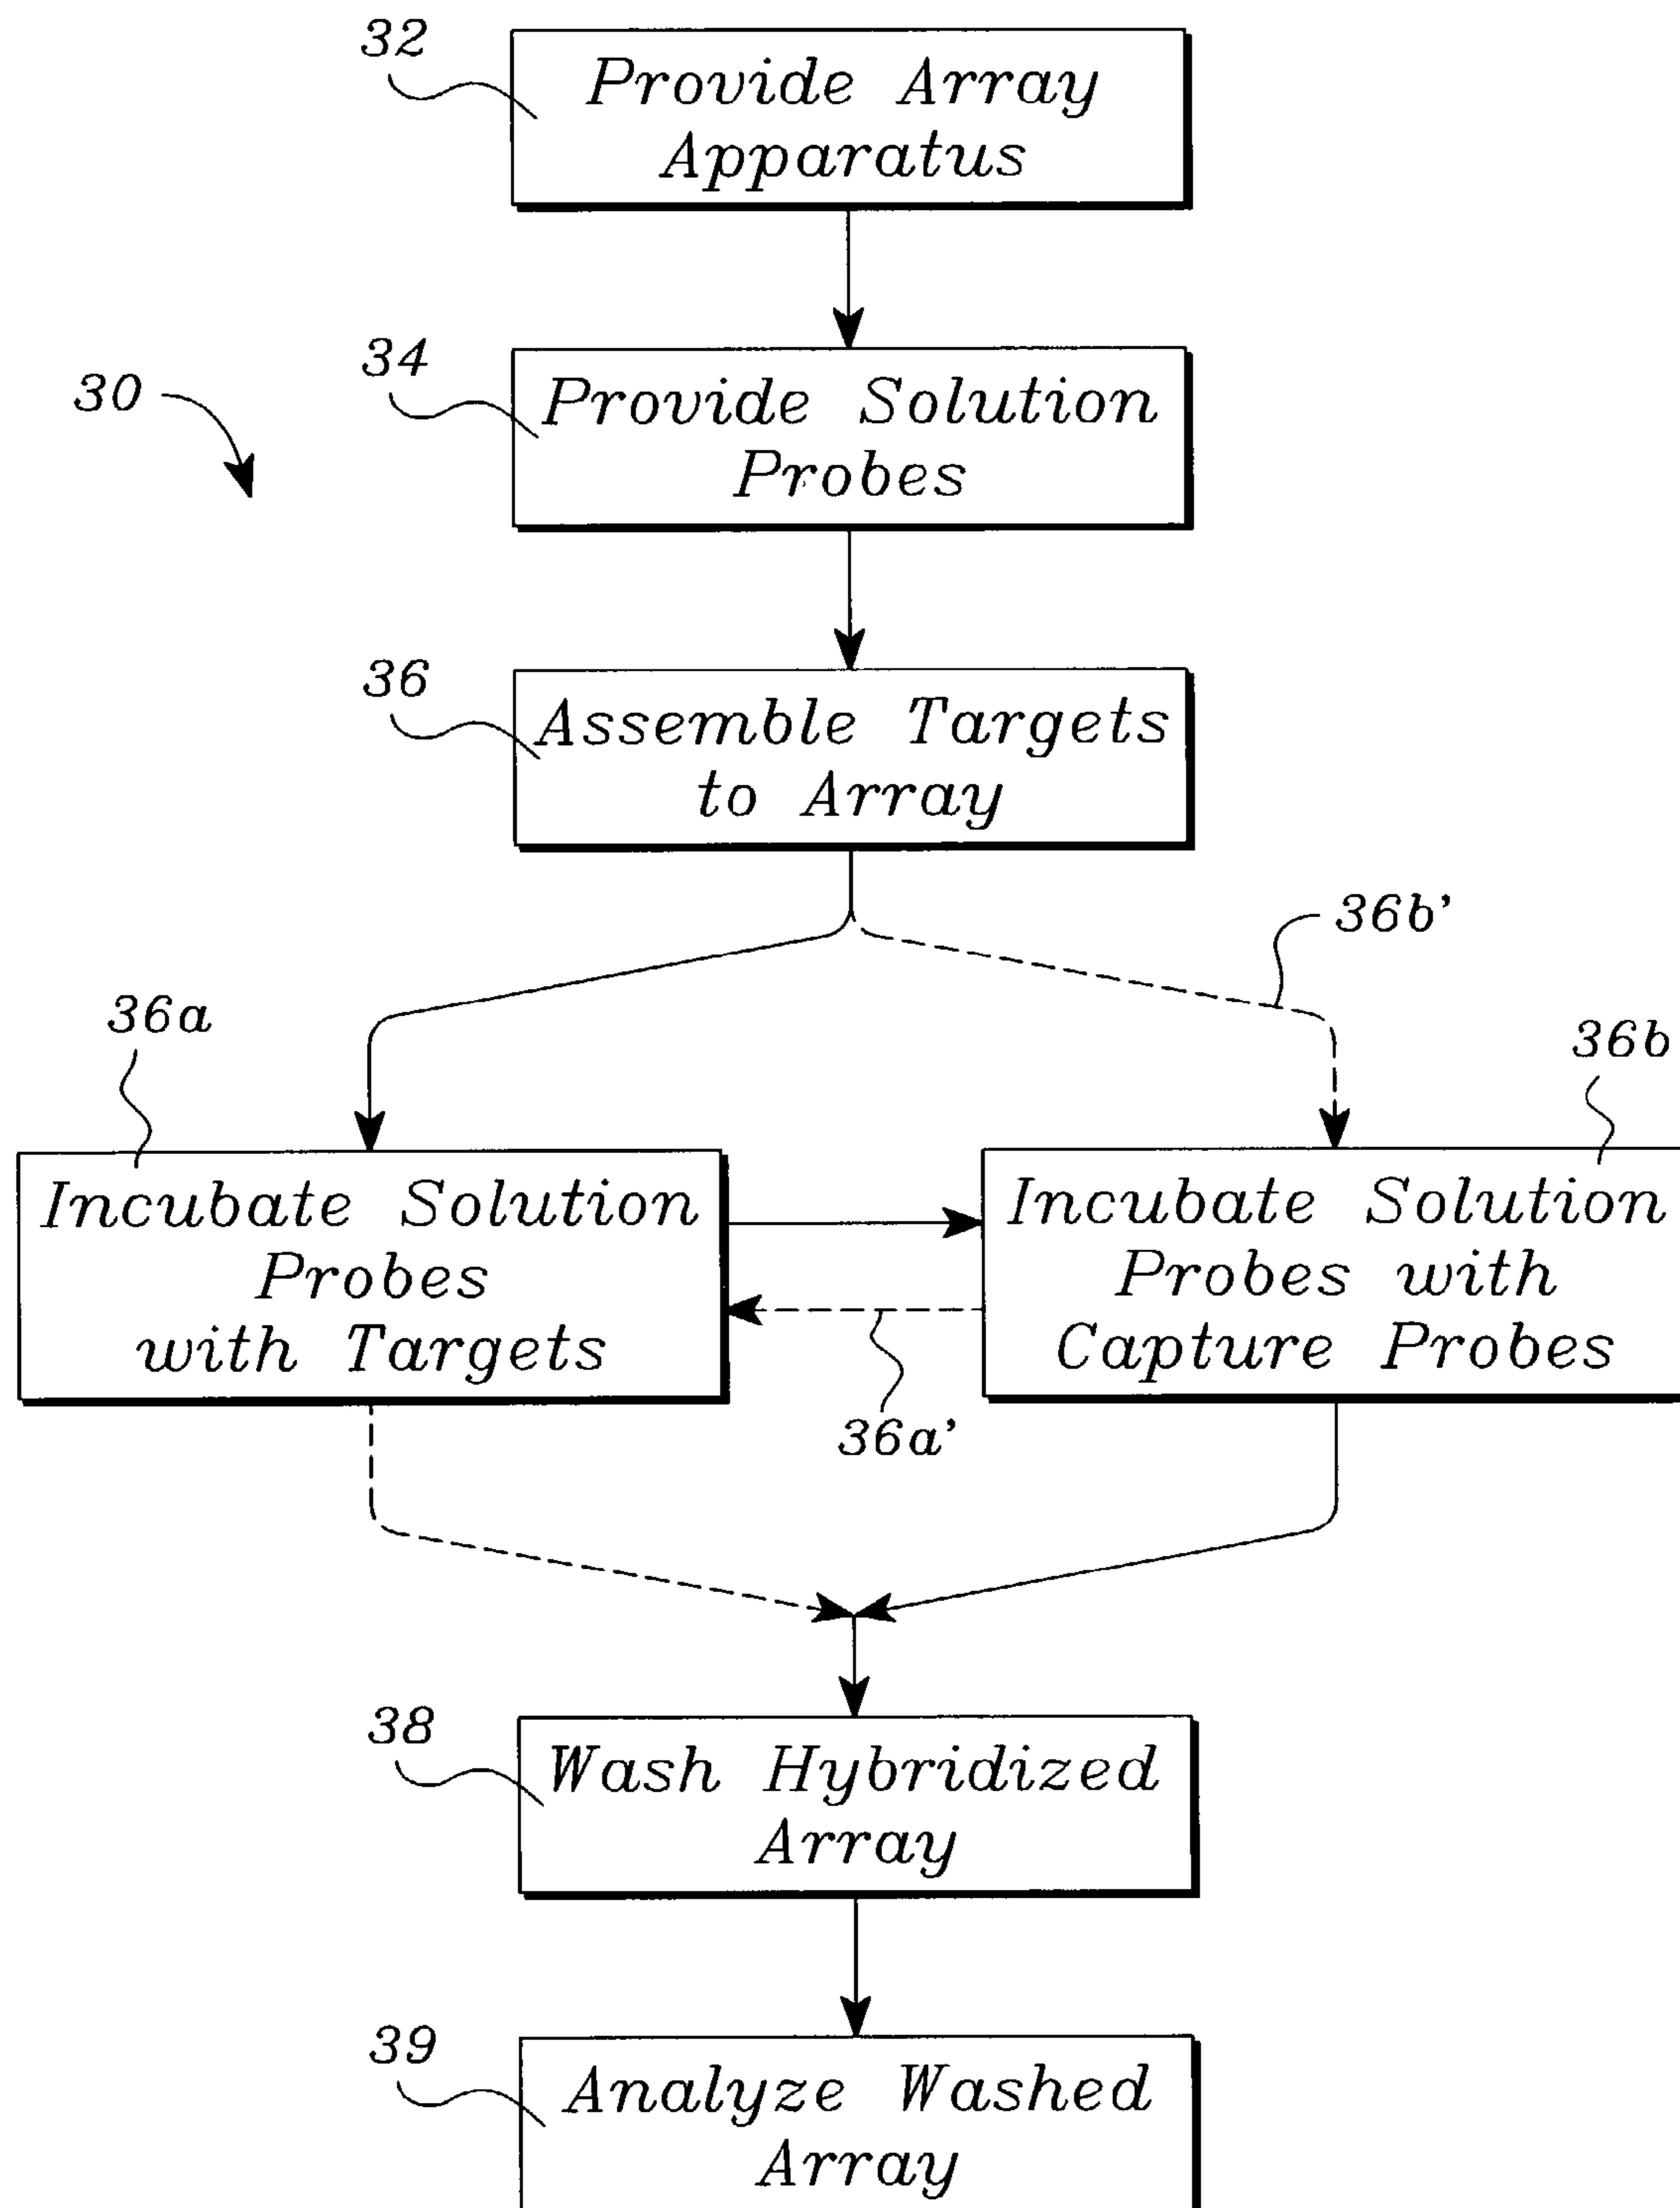 32
Provide Array
Apparatus
30
34
Provide Solution
Probes
36
Assemble Targets
to Array
36b'
36a
36b
Incubate Solution
Probes
with Targets
Incubate Solution
Probes with
Capture Probes
36a'
38
Wash Hybridized
Array
39
Analyze Washed
Array